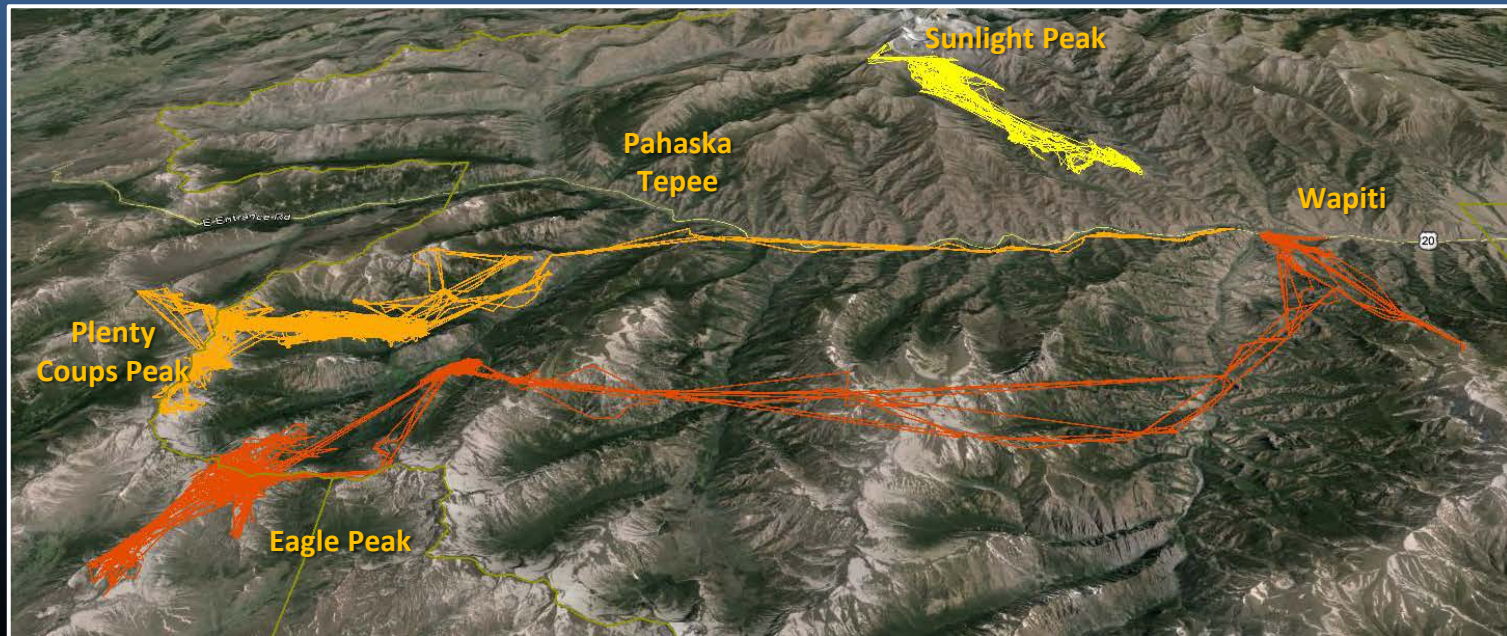 Sunlight Peak
Pahaska
Tepee
Wapiti
E Entrance Rd
20
Plenty
Coups Peak
Eagle Peak